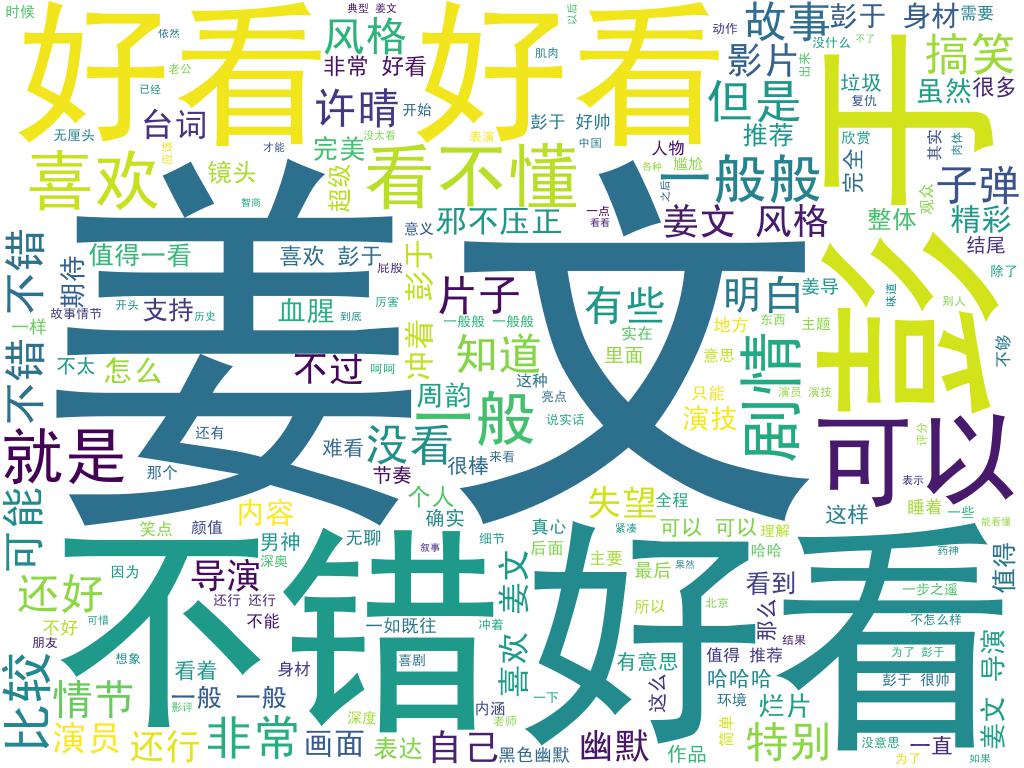 时候
好看 好看
典型 姜文
以后
动作
故事
彭于
身材
需要
依然
风格
肌肉
影片
没什么
不了
搞笑
老公
非常 好看
出来
已经
许晴
开始
但是
垃圾
复仇
虽然
很多
无厘头
台词
应该
才能
没太看
表演
彭于 好帅
中国
推荐
人物
欣赏
其实
肉体
于
完美
喜欢
镜头
超级
看不懂
各种
尴尬
一般般
完全
子弹
智商
之后
观众
意义
邪不压正
一点
看看
姜文 风格
整体
精彩
姜文
不错 不错
期待
值得一看
喜欢 彭于
屁股
彭于
结尾
除了
故事情节
开头
支持
历史
血腥
到底
厉害
片子
有些
明白
姜导
味道
别人
晏
一样
一般般 一般般
实在
地方
东西
主题
不太
怎么
不过
呵呵
冲着
知道
里面
意思
剧情
不够
周韵
这种
亮点
只能
演员 演技
一般
说实话
演技
就是
还有
难看
没看
很棒
来看
可以
评分
那个
节奏
表示
可能
个人
失望
全程
睡着
一些
内容
确实
真心
紧凑
可以 可以
理解
这样
能看懂
笑点
颜值
男神
无聊
叙事
细节
后面
主要
哈哈
药神
不错
好看
值得
因为
导演
深奥
姜文
最后
果然
看到
还好
还行 还行
所以
北京
那么
一步之遥
不好
可惜
不能
一如既往
冲着
结果
不怎么样
朋友
比较
想象
看着
身材
喜剧
喜欢
有意思
值得 推荐
为了 彭于
姜文 导演
情节
一般 一般
一下
这么
哈哈哈
彭于 很帅
影评
深度
内涵
老师
环境
烂片
演员
还行
非常
画面
表达
自己
黑色幽默
幽默
作品
简单
特别
没意思
一直
为了
如果